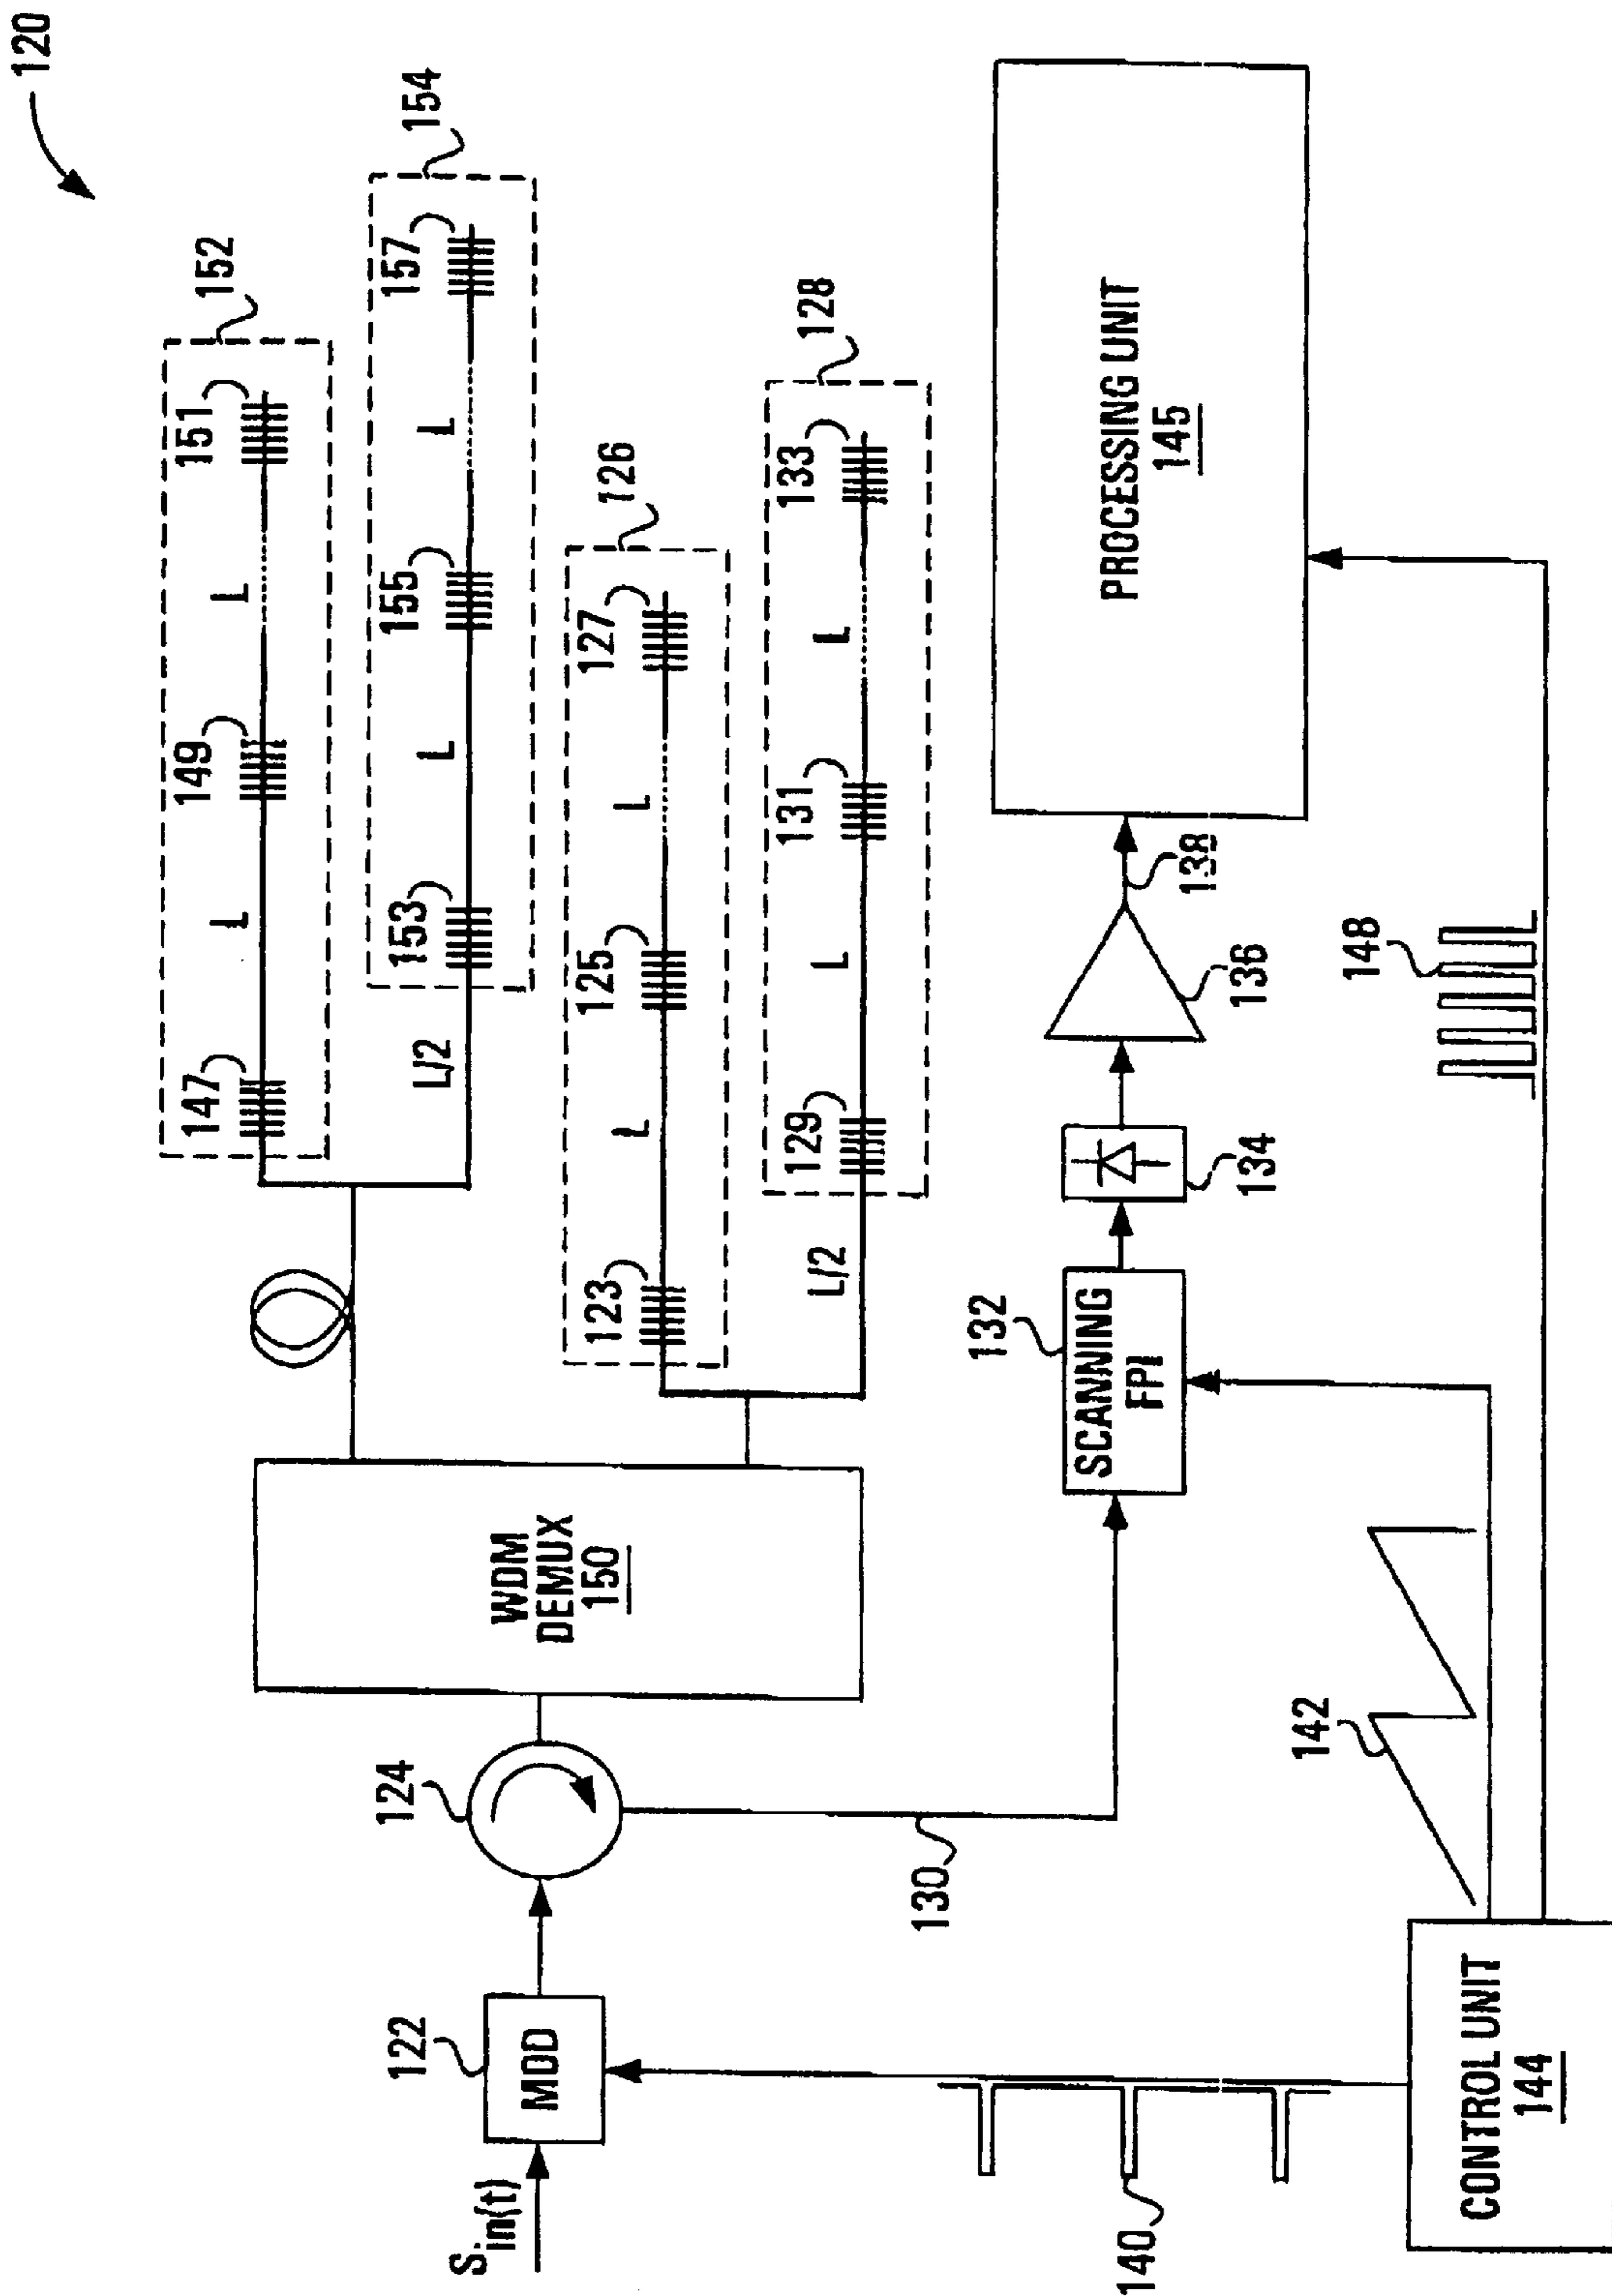 120
152
151
L
149
L
147
154
157
L
155
L
153
L/2
126
127
L
125
L
123
128
133
L
131
L
129
L/2
WDM
DEMUX
150
124
122
MOD
Sin(t)
130
132
SCANNING
FPI
134
136
138
PROCESSING UNIT
145
148
142
140
CONTROL UNIT
144